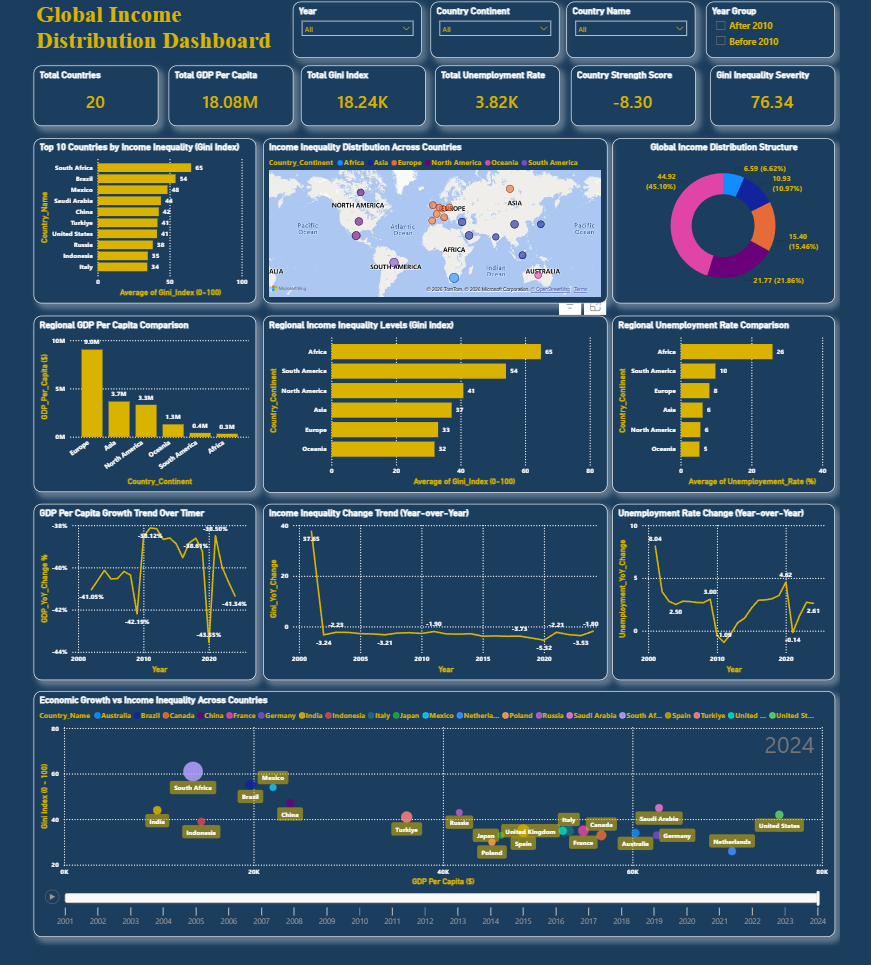 Global Income
Distribution Dashboard
Year
All
Country Continent
All
Country Name
All
Year Group
After 2010
Before 2010
Total Countries
20
Total GDP Per Capita
18.08M
Total Gini Index
18.24K
Total Unemployment Rate
3.82K
Country Strength Score
-8.30
Gini Inequality Severity
76.34
Top 10 Countries by Income Inequality (Gini Index)
Country_Name
South Africa 65
Brazil 54
Mexico 48
Saudi Arabia 44
China 42
Turkiye 41
United States 41
Russia 38
Indonesia 35
Italy 34
0 50 100
Average of Gini_Index (0-100)
Income Inequality Distribution Across Countries
Country_Continent Africa Asia Europe North America Oceania South America
NORTH AMERICA
EUROPE
ASIA
Pacific
Ocean
Atlantic
Ocean
Pacific
Ocean
AFRICA
SOUTH AMERICA
Indian
Ocean
AUSTRALIA
ALIA
Microsoft Bing
© 2026 TomTom, © 2026 Microsoft Corporation, © OpenStreetMap Terms
Global Income Distribution Structure
6.59 (6.62%)
10.93
(10.97%)
15.40
(15.46%)
21.77 (21.86%)
44.92
(45.10%)
Regional GDP Per Capita Comparison
GDP_Per_Capita ($)
10M
5M
0M
9.0M
3.7M
3.3M
1.3M
0.4M
0.3M
Europe
Asia
North America
Oceania
South America
Africa
Country_Continent
Regional Income Inequality Levels (Gini Index)
Country_Continent
Africa 65
South America 54
North America 41
Asia 37
Europe 33
Oceania 32
0 20 40 60 80
Average of Gini_Index (0-100)
Regional Unemployment Rate Comparison
Country_Continent
Africa 26
South America 10
Europe 8
Asia 6
North America 6
Oceania 5
0 20 40
Average of Unemployement_Rate (%)
GDP Per Capita Growth Trend Over Timer
GDP_YoY_Change %
-38%
-40%
-42%
-44%
-41.05%
-42.19%
-38.12%
-38.61%
-38.50%
-43.35%
-41.34%
2000 2010 2020
Year
Income Inequality Change Trend (Year-over-Year)
Gini_YoY_Change
40
20
0
37.65
-3.24
-2.23
-3.21
-1.90
-3.73
-5.32
-2.21
-3.53
-1.80
2000 2005 2010 2015 2020
Year
Unemployment Rate Change (Year-over-Year)
Unemployment_YoY_Change
10
5
0
8.04
2.50
3.00
-1.09
4.62
-0.14
2.61
2000 2010 2020
Year
Economic Growth vs Income Inequality Across Countries
Country_Name Australia Brazil Canada China France Germany India Indonesia Italy Japan Mexico Netherla... Poland Russia Saudi Arabia South Af... Spain Turkiye United ... United St...
2024
Gini Index (0 - 100)
80
60
40
20
South Africa
Mexico
Brazil
China
India
Indonesia
Turkiye
Russia
Japan
United Kingdom
Italy
Canada
Poland
Spain
France
Australia
Saudi Arabia
Germany
Netherlands
United States
0K 20K 40K 60K 80K
GDP Per Capita ($)
2001 2002 2003 2004 2005 2006 2007 2008 2009 2010 2011 2012 2013 2014 2015 2016 2017 2018 2019 2020 2021 2022 2023 2024